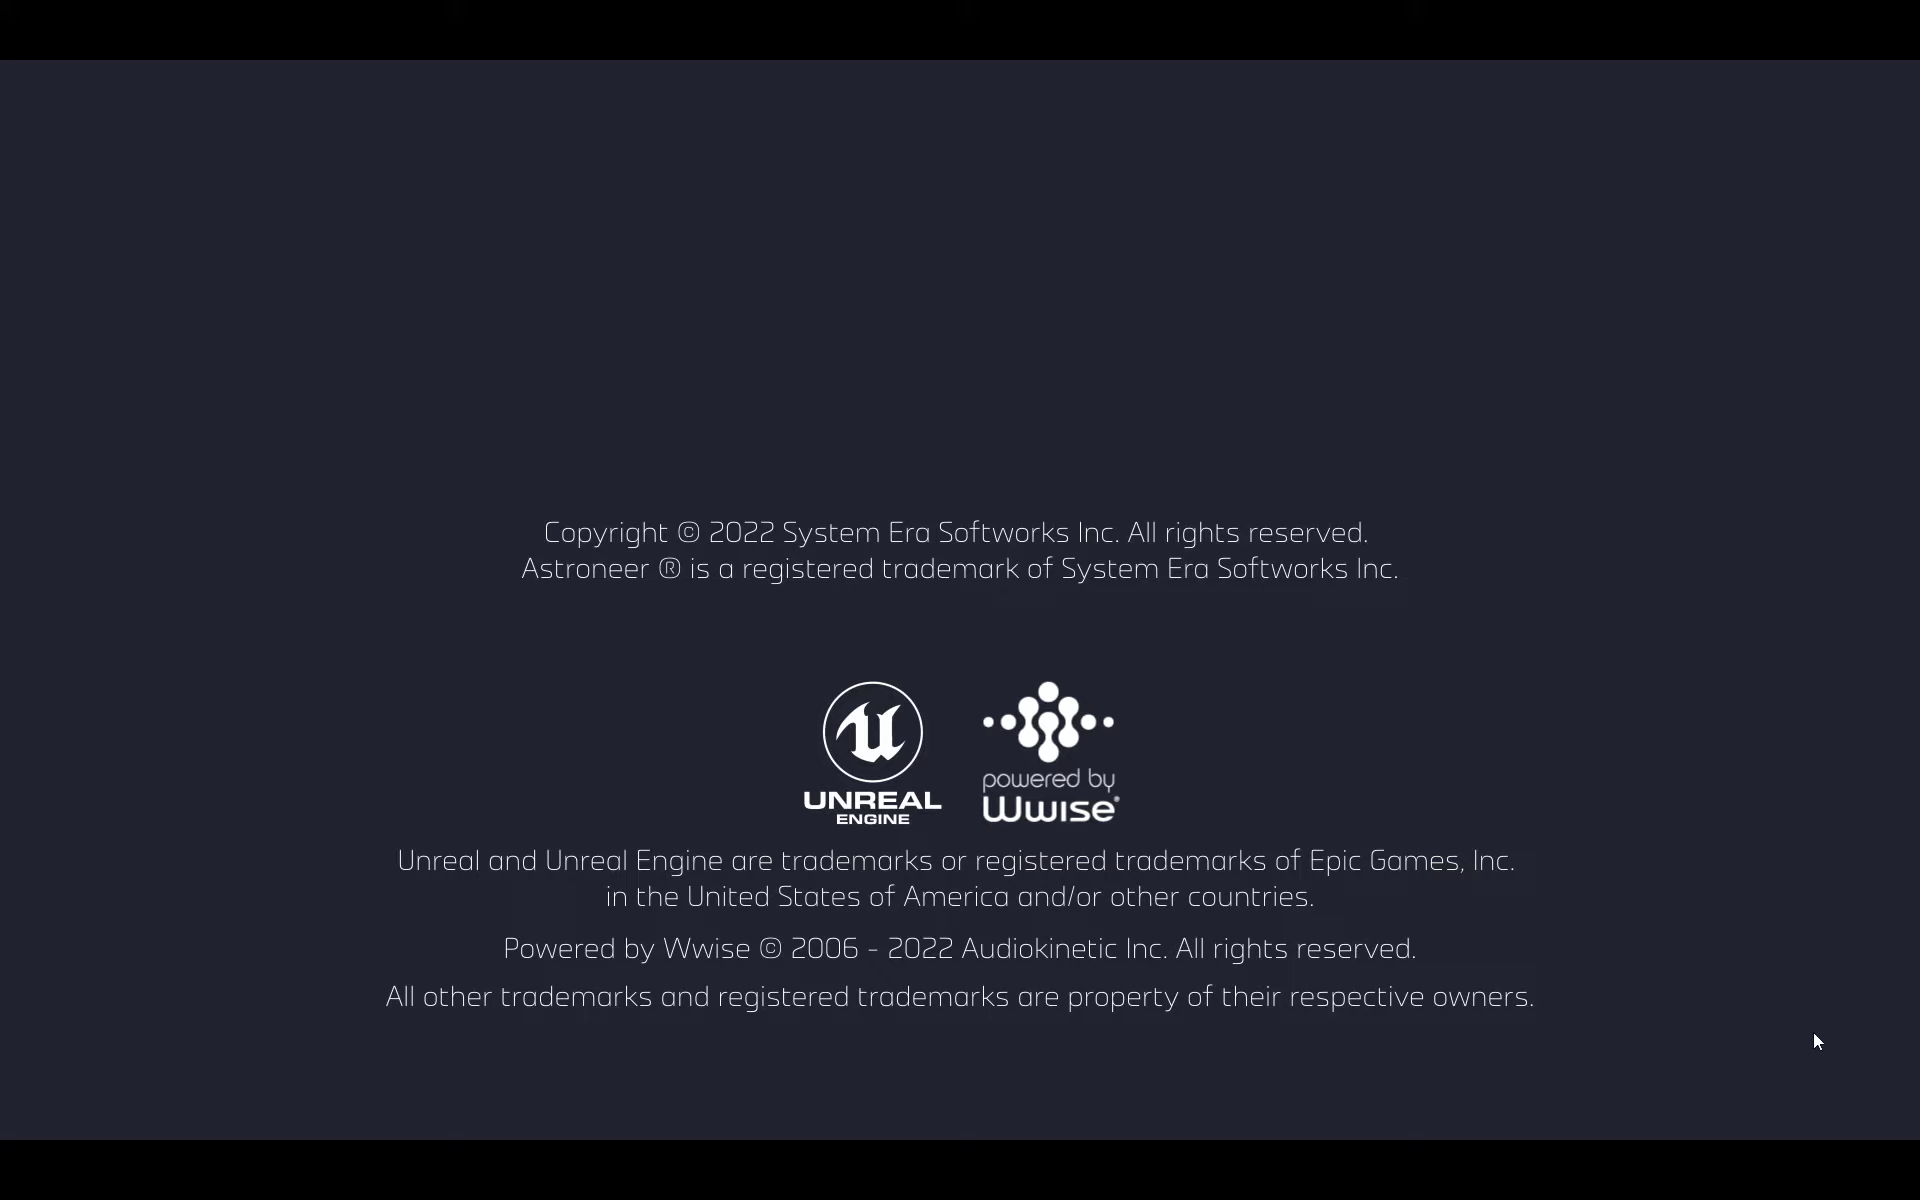 Copyright © 2022 System Era Softworks Inc. All rights reserved.
Astroneer ® is a registered trademark of System Era Softworks Inc.
UNREAL
ENGINE
powered by
Wwise®
Unreal and Unreal Engine are trademarks or registered trademarks of Epic Games, Inc.
in the United States of America and/or other countries.
Powered by Wwise © 2006 - 2022 Audiokinetic Inc. All rights reserved.
All other trademarks and registered trademarks are property of their respective owners.